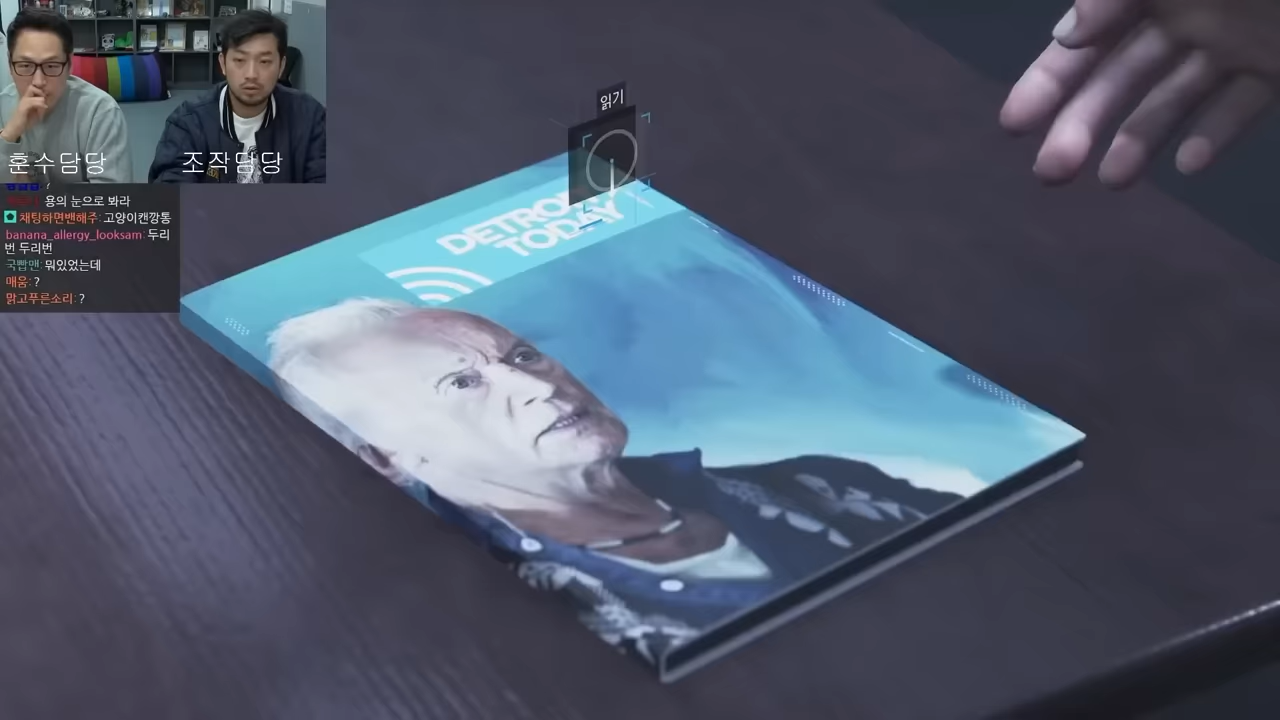 훈수담당
조작담당
?
용의 눈으로 봐라
채팅하면밴해주: 고양이캔깡통
banana_allergy_looksam: 두리
번 두리번
국빱맨: 뭐있었는데
매움: ?
맑고푸른소리: ?
읽기
DETROIT
TODAY